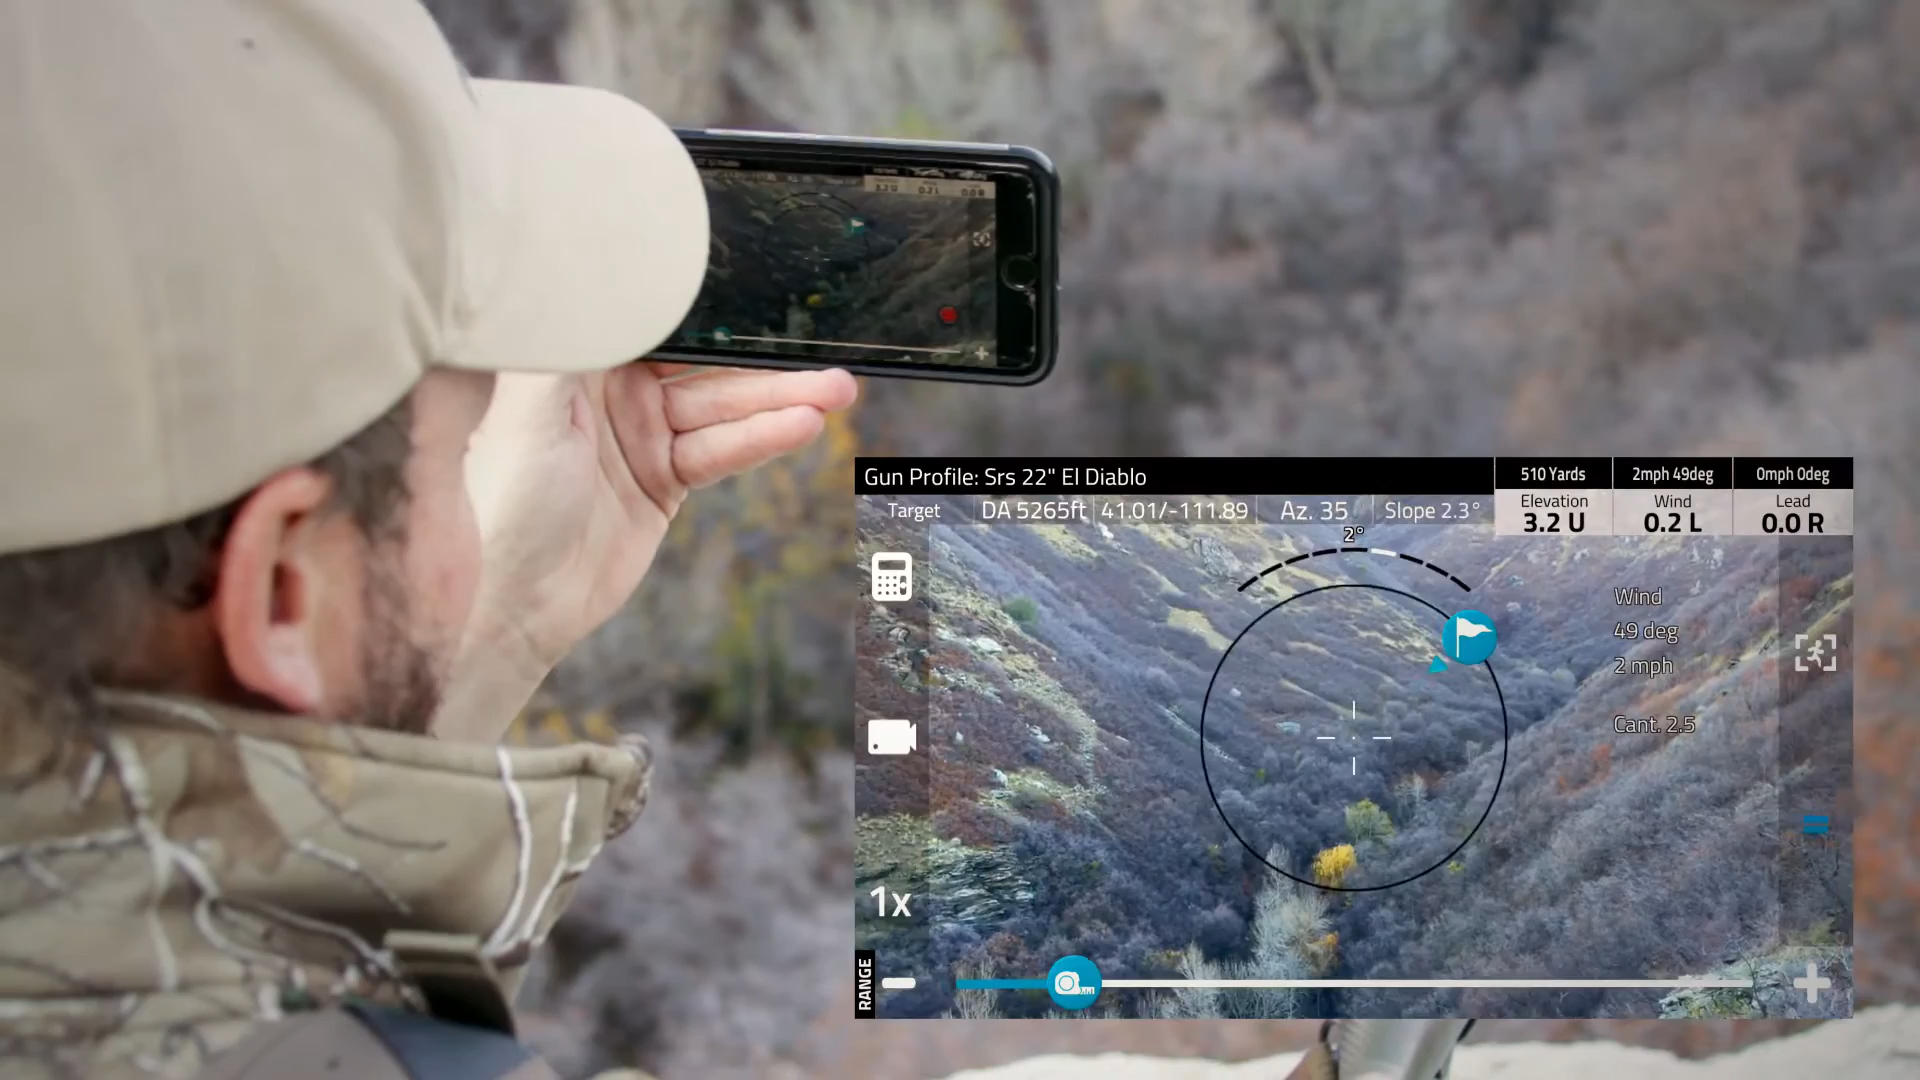 Gun Profile: Srs 22" El Diablo
510 Yards
2mph 49deg
0mph 0deg
Target
DA 5265ft
41.01/-111.89
Az. 35
Slope 2.3°
Elevation
3.2 U
Wind
0.2 L
Lead
0.0 R
2°
Wind
49 deg
2 mph
Cant. 2.5
1x
RANGE